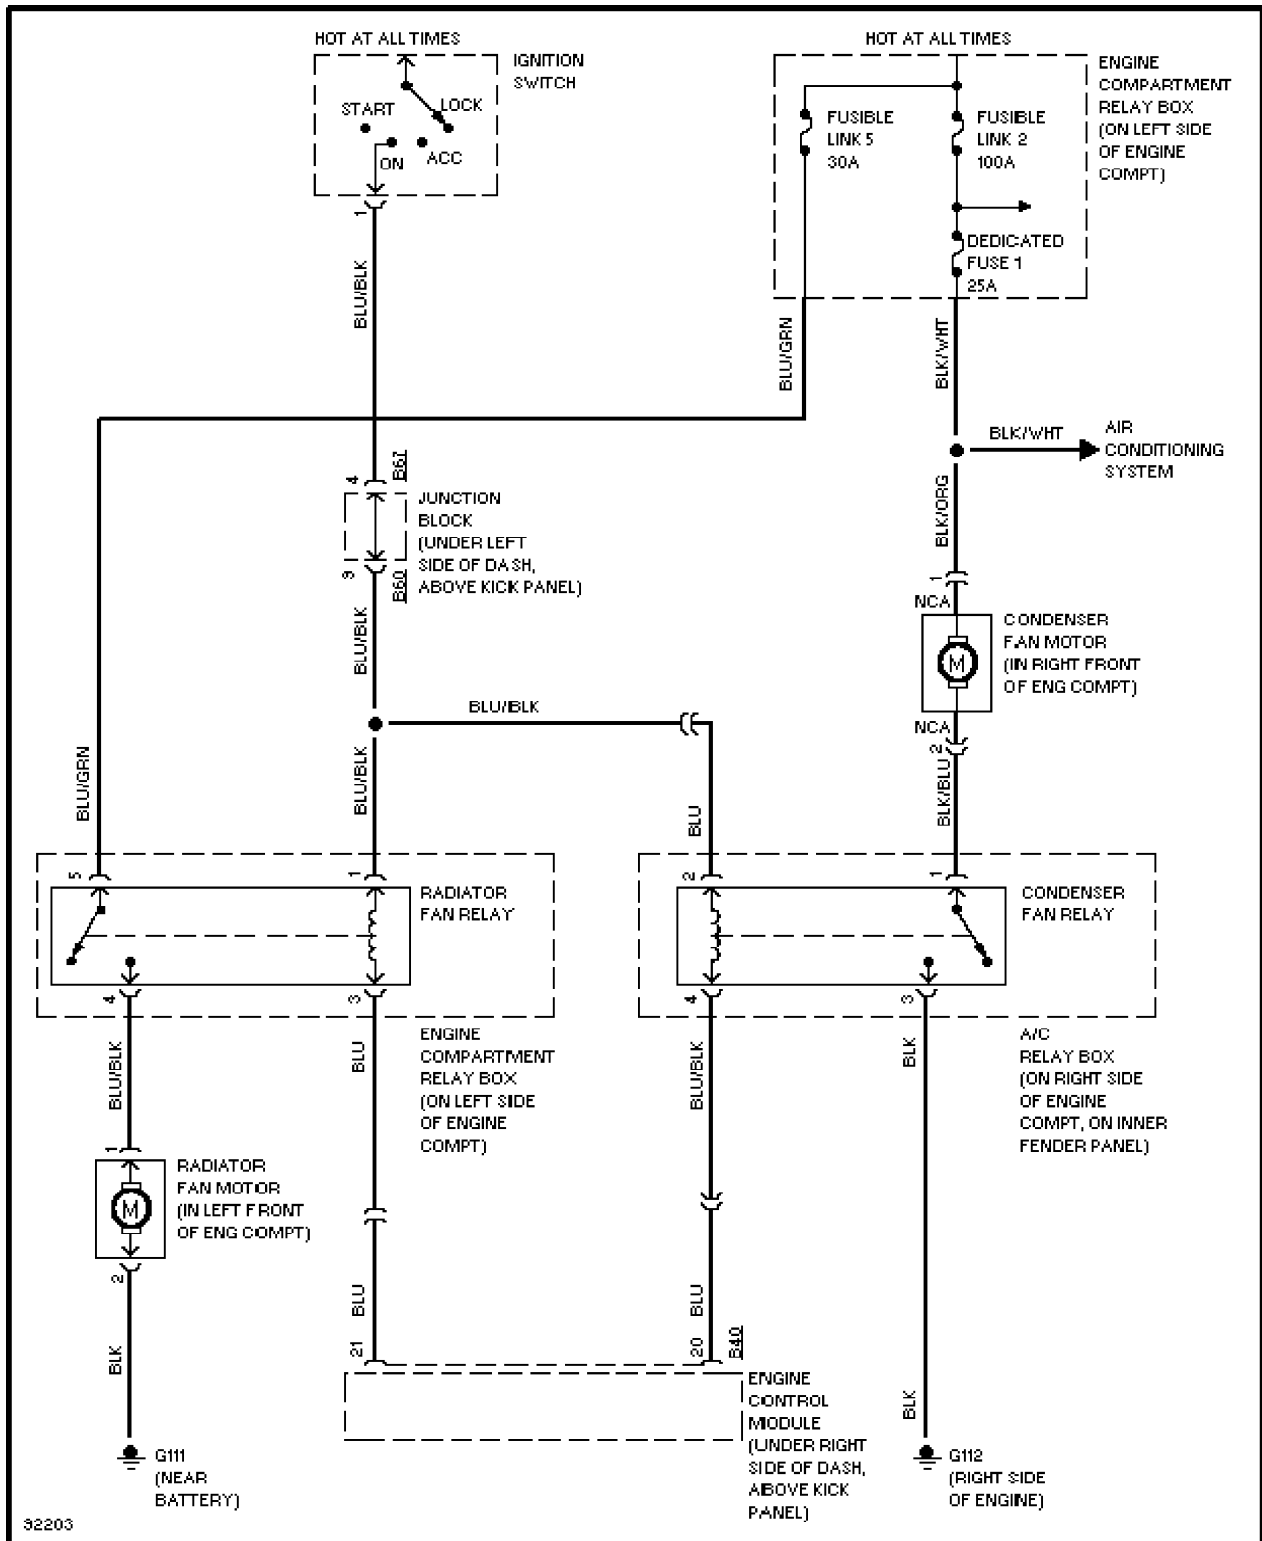 HOT AT ALL TIMES
IGNITION
SWITCH
START
LOCK
ON
ACC
1
BLU/BLK
HOT AT ALL TIMES
ENGINE
COMPARTMENT
RELAY BOX
(ON LEFT SIDE
OF ENGINE
COMPT)
FUSIBLE
LINK 5
30A
FUSIBLE
LINK 2
100A
DEDICATED
FUSE 1
25A
BLU/GRN
BLK/WHT
BLK/WHT
AIR
CONDITIONING
SYSTEM
4
B67
JUNCTION
BLOCK
(UNDER LEFT
SIDE OF DASH,
ABOVE KICK PANEL)
9
B60
BLU/BLK
BLK/ORG
1
NCA
CONDENSER
FAN MOTOR
(IN RIGHT FRONT
OF ENG COMPT)
M
NCA
2
BLK/BLU
BLU/BLK
BLU/GRN
BLU/BLK
BLU
5
1
RADIATOR
FAN RELAY
2
1
CONDENSER
FAN RELAY
4
3
4
3
ENGINE
COMPARTMENT
RELAY BOX
(ON LEFT SIDE
OF ENGINE
COMPT)
A/C
RELAY BOX
(ON RIGHT SIDE
OF ENGINE
COMPT, ON INNER
FENDER PANEL)
BLU/BLK
BLU
BLU/BLK
BLK
1
RADIATOR
FAN MOTOR
(IN LEFT FRONT
OF ENG COMPT)
M
2
BLK
BLU
BLU
BLK
21
20
B40
ENGINE
CONTROL
MODULE
(UNDER RIGHT
SIDE OF DASH,
ABOVE KICK
PANEL)
G111
(NEAR
BATTERY)
G112
(RIGHT SIDE
OF ENGINE)
92203